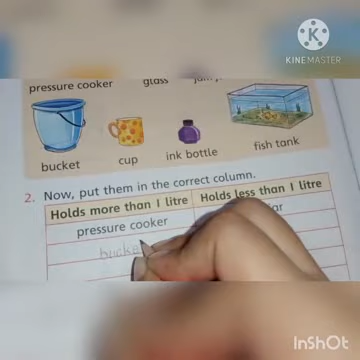 KINEMASTER
pressure cooker glass
bucket cup ink bottle fish tank
2. Now, put them in the correct column.
Holds more than 1 litre Holds less than 1 litre
pressure cooker
bucke
InShOt